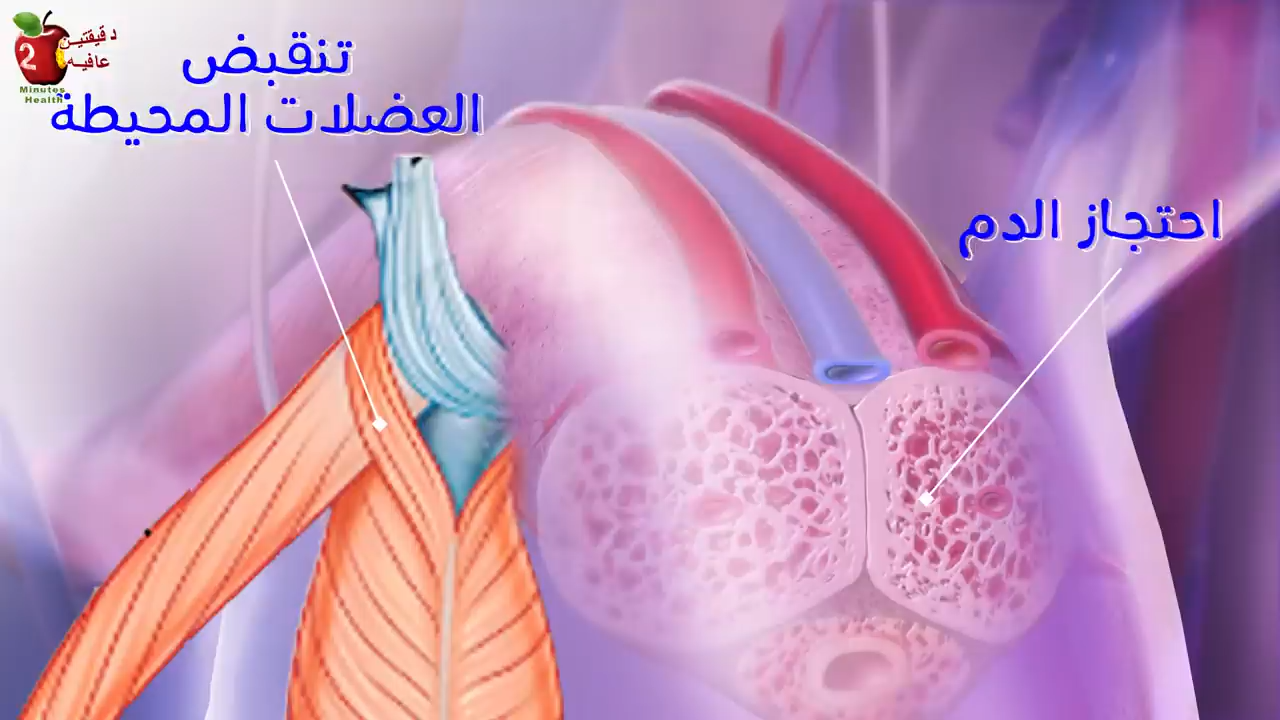 دقيقتين
عافيه
2
Minutes
Health
تنقبض
العضلات المحيطة
احتجاز الدم